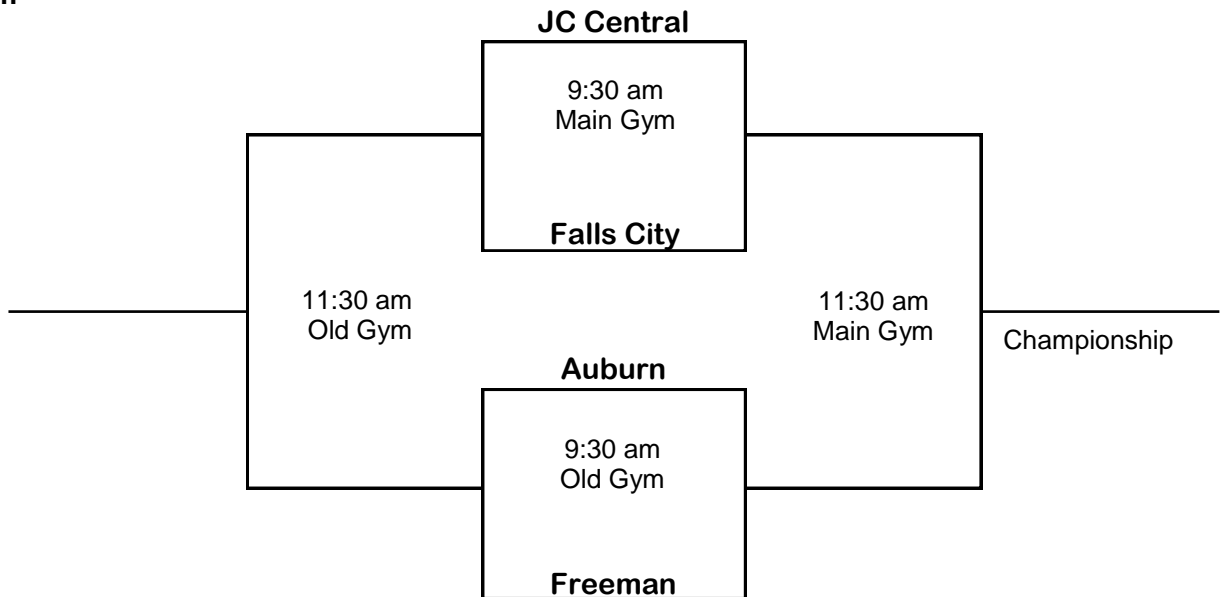 JC Central
9:30 am
Main Gym
Falls City
11:30 am
Old Gym
11:30 am
Main Gym
Championship
Auburn
9:30 am
Old Gym
Freeman